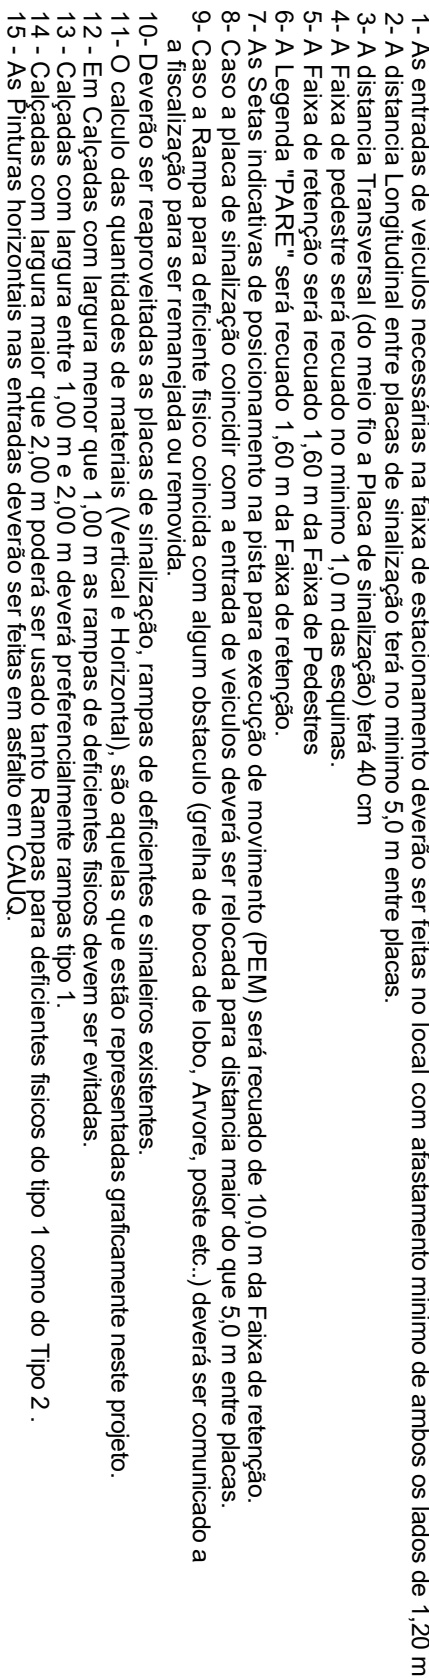 1- As entradas de veiculos necessárias na faixa de estacionamento deverão ser feitas no local com afastamento minimo de ambos os lados de 1,20 m
2- A distancia Longitudinal entre placas de sinalização terá no minimo 5,0 m entre placas.
3- A distancia Transversal (do meio fio a Placa de sinalização) terá 40 cm
4- A Faixa de pedestre será recuado no minimo 1,0 m das esquinas.
5- A Faixa de retenção será recuado 1,60 m da Faixa de Pedestres
6- A Legenda "PARE" será recuado 1,60 m da Faixa de retenção.
7- As Setas indicativas de posicionamento na pista para execução de movimento (PEM) será recuado de 10,0 m da Faixa de retenção.
8- Caso a placa de sinalização coincidir com a entrada de veiculos deverá ser relocada para distancia maior do que 5,0 m entre placas.
9- Caso a Rampa para deficiente fisico coincida com algum obstaculo (grelha de boca de lobo, Arvore, poste etc..) deverá ser comunicado a
a fiscalização para ser remanejada ou removida.
10- Deverão ser reaproveitadas as placas de sinalização, rampas de deficientes e sinaleiros existentes.
11- O calculo das quantidades de materiais (Vertical e Horizontal), são aquelas que estão representadas graficamente neste projeto.
12 - Em Calçadas com largura menor que 1,00 m as rampas de deficientes fisicos devem ser evitadas.
13 - Calçadas com largura entre 1,00 m e 2,00 m deverá preferencialmente rampas tipo 1.
14 - Calçadas com largura maior que 2,00 m poderá ser usado tanto Rampas para deficientes fisicos do tipo 1 como do Tipo 2 .
15 - As Pinturas horizontais nas entradas deverão ser feitas em asfalto em CAUQ.